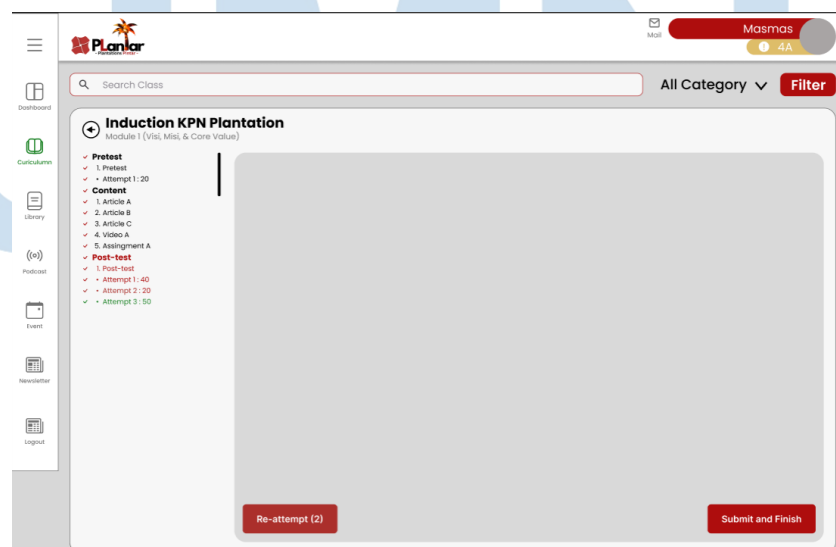 PLantar
- Plantations Pintar -
Mail
Masmas
4A
Search Class
All Category
Filter
Dashboard
Curiculumn
Library
Podcast
Event
Newsletter
Logout
Induction KPN Plantation
Module 1 (Visi, Misi, & Core Value)
Pretest
1. Pretest
• Attempt 1 : 20
Content
1. Article A
2. Article B
3. Article C
4. Video A
5. Assingment A
Post-test
1. Post-test
• Attempt 1 : 40
• Attempt 2 : 20
• Attempt 3 : 50
Re-attempt (2)
Submit and Finish